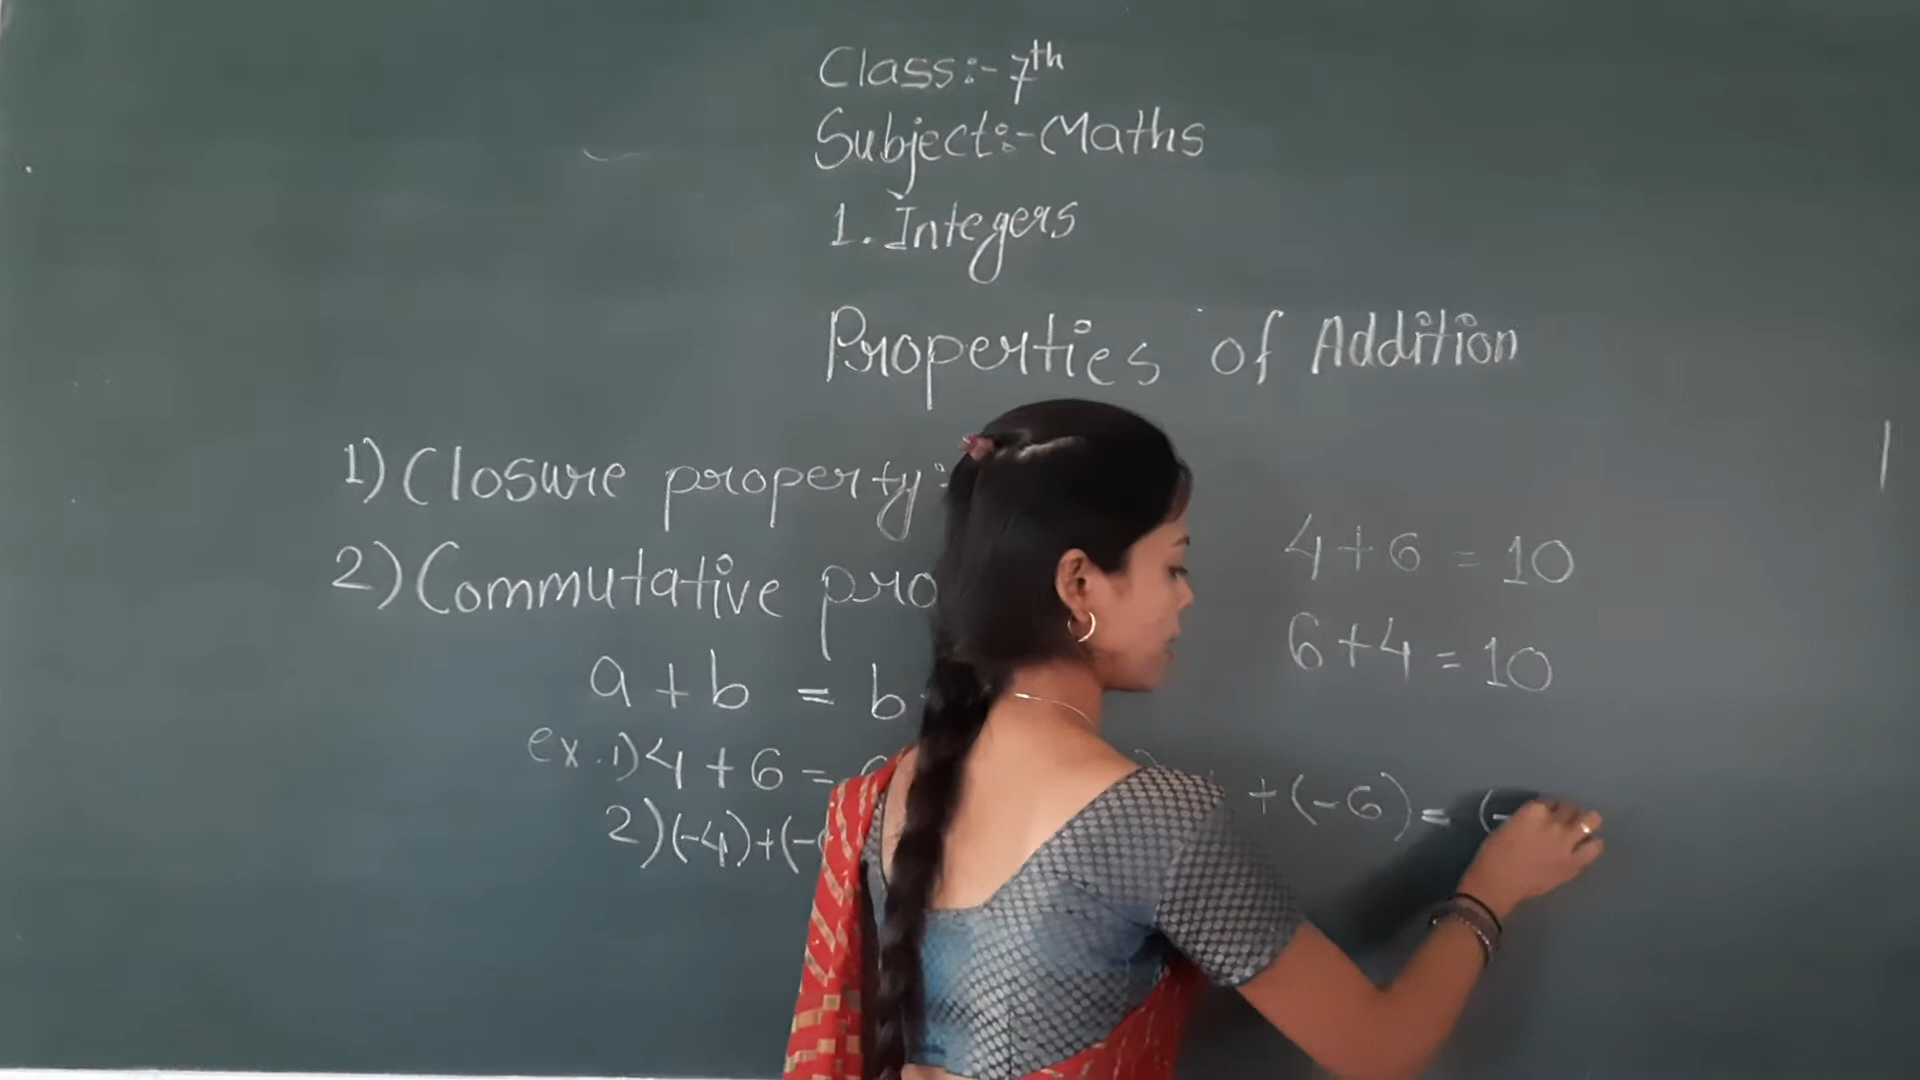 Class:- 7th
Subject:- Maths
1. Integers
Properties of Addition
1) Closure property:
2) Commutative pro
a + b = b
ex. 1) 4 + 6 =
2) (-4) + (-
4 + 6 = 10
6 + 4 = 10
+ (-6) = (-